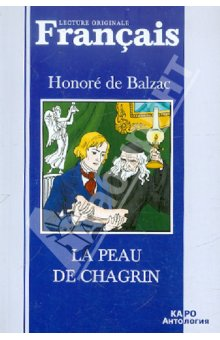 LECTURE ORIGINALE
Français
Honoré de Balzac
LA PEAU
DE CHAGRIN
КАРО
Антология